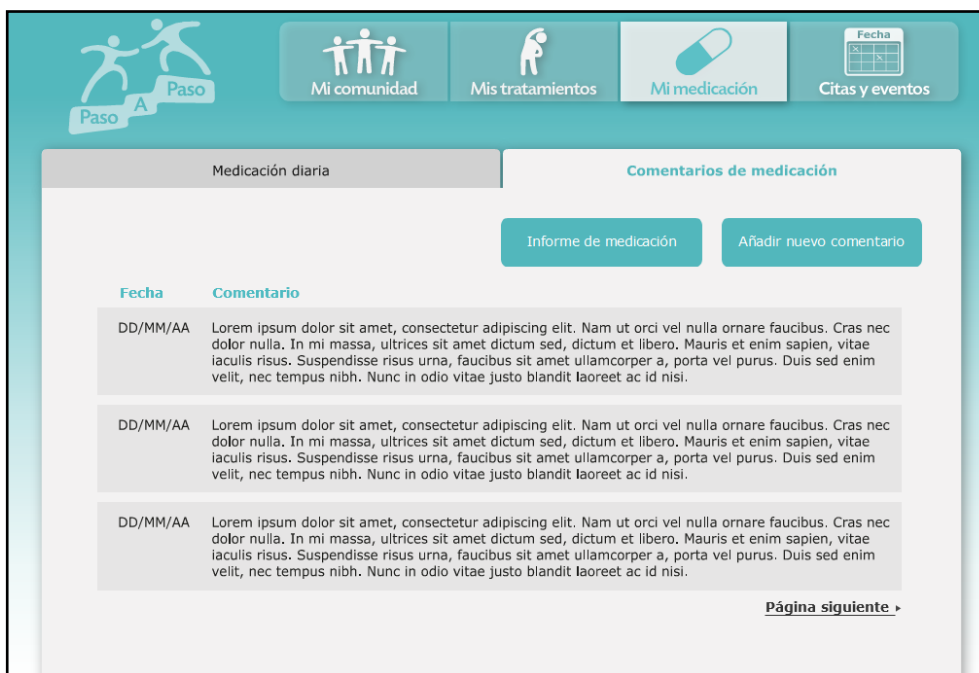 Paso A Paso
Mi comunidad
Mis tratamientos
Mi medicación
Fecha
Citas y eventos
Medicación diaria
Comentarios de medicación
Informe de medicación
Añadir nuevo comentario
Fecha Comentario
DD/MM/AA Lorem ipsum dolor sit amet, consectetur adipiscing elit. Nam ut orci vel nulla ornare faucibus. Cras nec
dolor nulla. In mi massa, ultrices sit amet dictum sed, dictum et libero. Mauris et enim sapien, vitae
iaculis risus. Suspendisse risus urna, faucibus sit amet ullamcorper a, porta vel purus. Duis sed enim
velit, nec tempus nibh. Nunc in odio vitae justo blandit laoreet ac id nisi.
DD/MM/AA Lorem ipsum dolor sit amet, consectetur adipiscing elit. Nam ut orci vel nulla ornare faucibus. Cras nec
dolor nulla. In mi massa, ultrices sit amet dictum sed, dictum et libero. Mauris et enim sapien, vitae
iaculis risus. Suspendisse risus urna, faucibus sit amet ullamcorper a, porta vel purus. Duis sed enim
velit, nec tempus nibh. Nunc in odio vitae justo blandit laoreet ac id nisi.
DD/MM/AA Lorem ipsum dolor sit amet, consectetur adipiscing elit. Nam ut orci vel nulla ornare faucibus. Cras nec
dolor nulla. In mi massa, ultrices sit amet dictum sed, dictum et libero. Mauris et enim sapien, vitae
iaculis risus. Suspendisse risus urna, faucibus sit amet ullamcorper a, porta vel purus. Duis sed enim
velit, nec tempus nibh. Nunc in odio vitae justo blandit laoreet ac id nisi.
Página siguiente